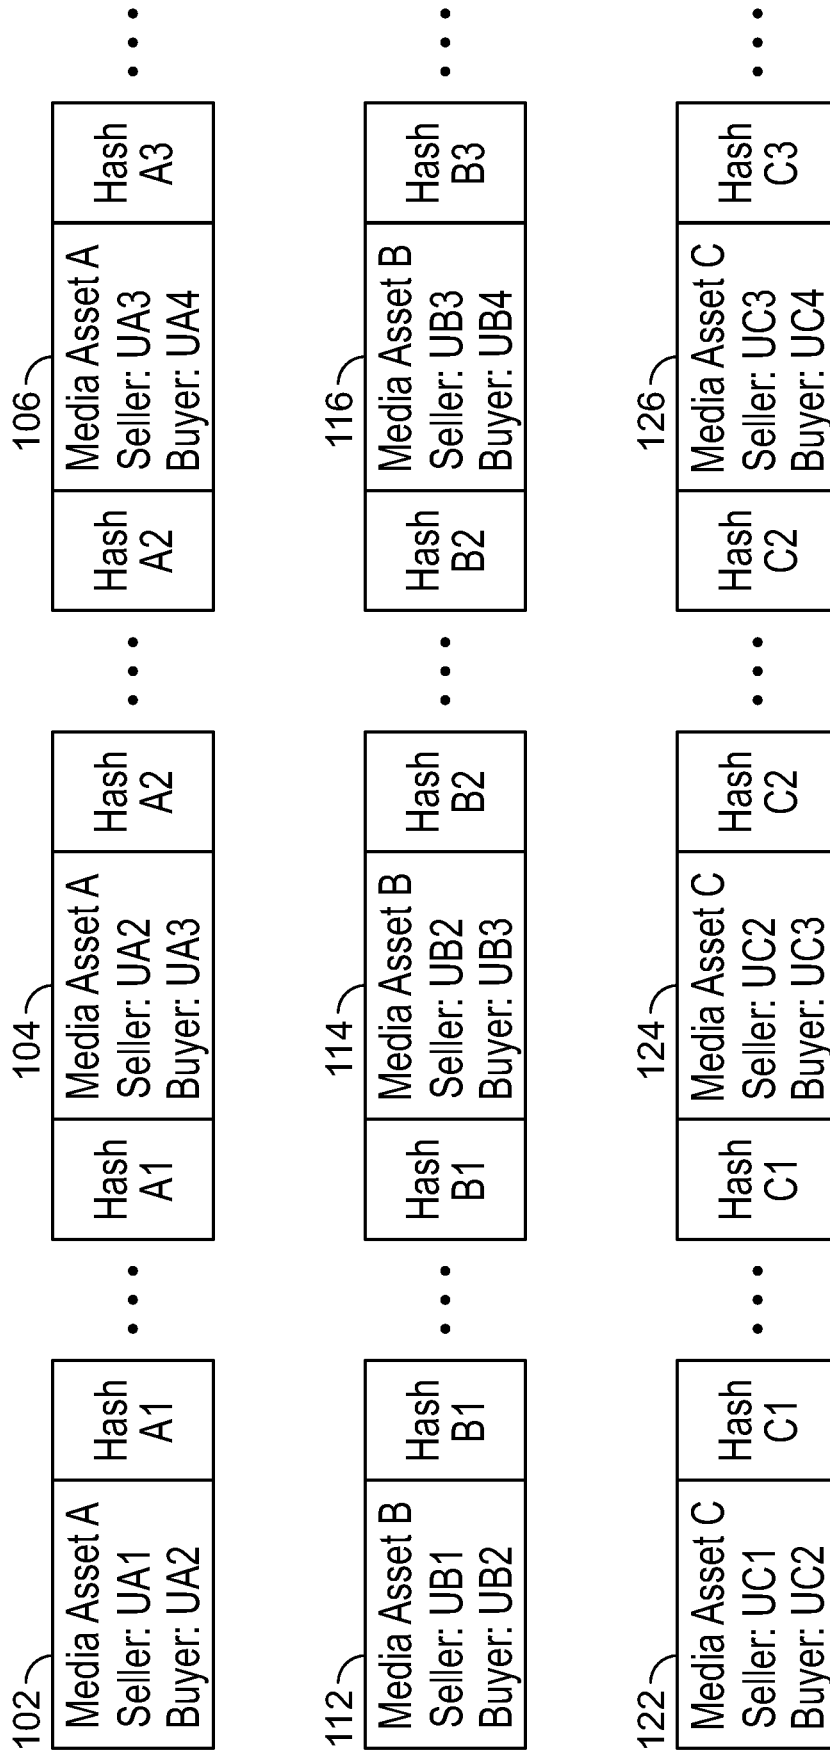 102
Media Asset A
Seller: UA1
Buyer: UA2
Hash
A1
104
Hash
A1
Media Asset A
Seller: UA2
Buyer: UA3
Hash
A2
106
Hash
A2
Media Asset A
Seller: UA3
Buyer: UA4
Hash
A3
112
Media Asset B
Seller: UB1
Buyer: UB2
Hash
B1
114
Hash
B1
Media Asset B
Seller: UB2
Buyer: UB3
Hash
B2
116
Hash
B2
Media Asset B
Seller: UB3
Buyer: UB4
Hash
B3
122
Media Asset C
Seller: UC1
Buyer: UC2
Hash
C1
124
Hash
C1
Media Asset C
Seller: UC2
Buyer: UC3
Hash
C2
126
Hash
C2
Media Asset C
Seller: UC3
Buyer: UC4
Hash
C3